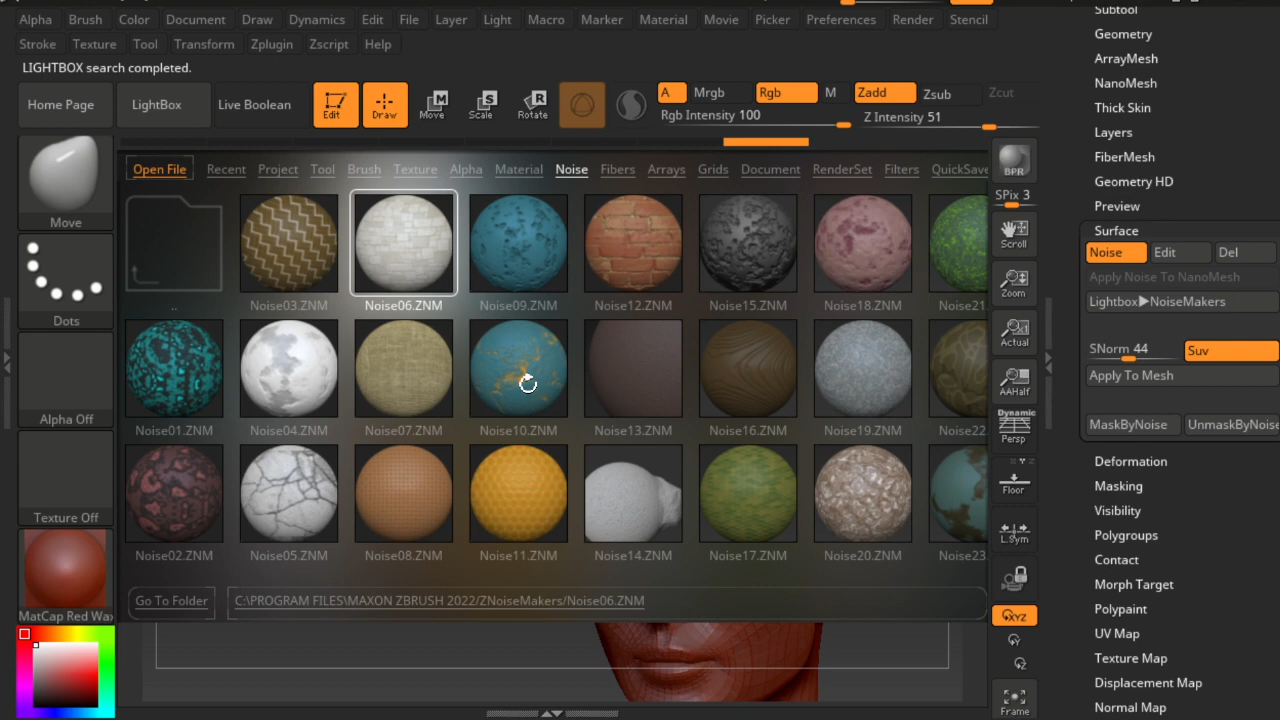 Alpha Brush Color Document Draw Dynamics Edit File Layer Light Macro Marker Material Movie Picker Preferences Render Stencil
Stroke Texture Tool Transform Zplugin Zscript Help
LIGHTBOX search completed.
Home Page LightBox Live Boolean Edit Draw Move Scale Rotate
A Mrgb Rgb M Zadd Zsub Zcut
Rgb Intensity 100 Z Intensity 51
Open File Recent Project Tool Brush Texture Alpha Material Noise Fibers Arrays Grids Document RenderSet Filters QuickSave
Move
Dots
Alpha Off
Texture Off
MatCap Red Wax
.. Noise03.ZNM Noise06.ZNM Noise09.ZNM Noise12.ZNM Noise15.ZNM Noise18.ZNM Noise21
Noise01.ZNM Noise04.ZNM Noise07.ZNM Noise10.ZNM Noise13.ZNM Noise16.ZNM Noise19.ZNM Noise22
Noise02.ZNM Noise05.ZNM Noise08.ZNM Noise11.ZNM Noise14.ZNM Noise17.ZNM Noise20.ZNM Noise23
Go To Folder C:\PROGRAM FILES\MAXON ZBRUSH 2022/ZNoiseMakers/Noise06.ZNM
BPR
SPix 3
Scroll
Zoom
Actual
AAHalf
Dynamic
Persp
Floor
L.Sym
XYZ
Y
Z
Frame
Subtool
Geometry
ArrayMesh
NanoMesh
Thick Skin
Layers
FiberMesh
Geometry HD
Preview
Surface
Noise Edit Del
Apply Noise To NanoMesh
Lightbox▶NoiseMakers
SNorm 44 Suv
Apply To Mesh
MaskByNoise UnmaskByNoise
Deformation
Masking
Visibility
Polygroups
Contact
Morph Target
Polypaint
UV Map
Texture Map
Displacement Map
Normal Map